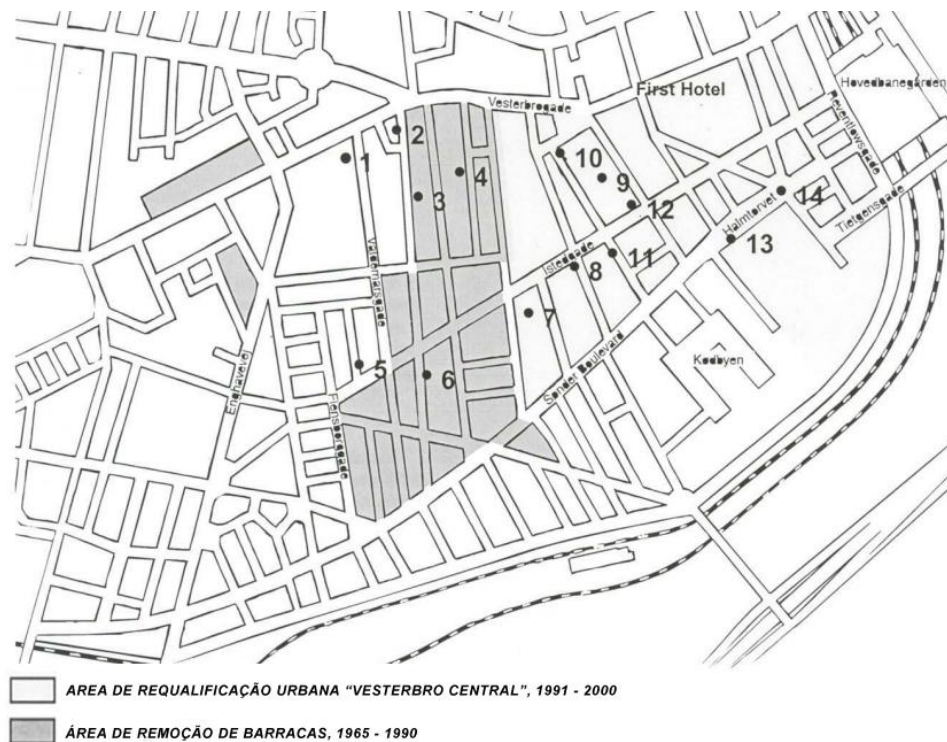 Vesterbrogade
First Hotel
Hovedbanegården
Reventlowsgade
Tietgensgade
Halmtorvet
Istedgade
Valdemarsgade
Sønder Boulevard
Kødbyen
Enghavevej
Flensborggade
1
2
3
4
5
6
7
8
9
10
11
12
13
14
AREA DE REQUALIFICAÇÃO URBANA “VESTERBRO CENTRAL”, 1991 - 2000
ÁREA DE REMOÇÃO DE BARRACAS, 1965 - 1990